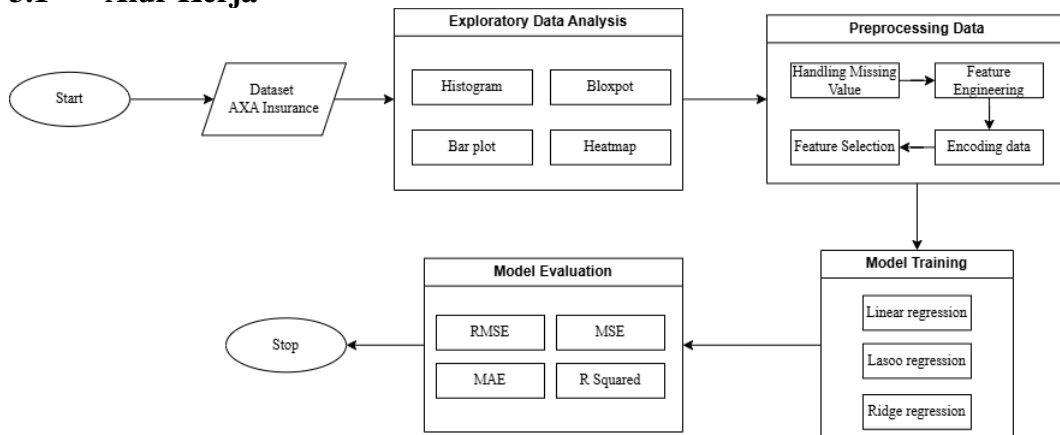 3.1 Alur Kerja
Start
Dataset
AXA Insurance
Exploratory Data Analysis
Histogram
Bloxpot
Bar plot
Heatmap
Preprocessing Data
Handling Missing
Value
Feature
Engineering
Feature Selection
Encoding data
Model Training
Linear regression
Lasoo regression
Ridge regression
Model Evaluation
RMSE
MSE
MAE
R Squared
Stop